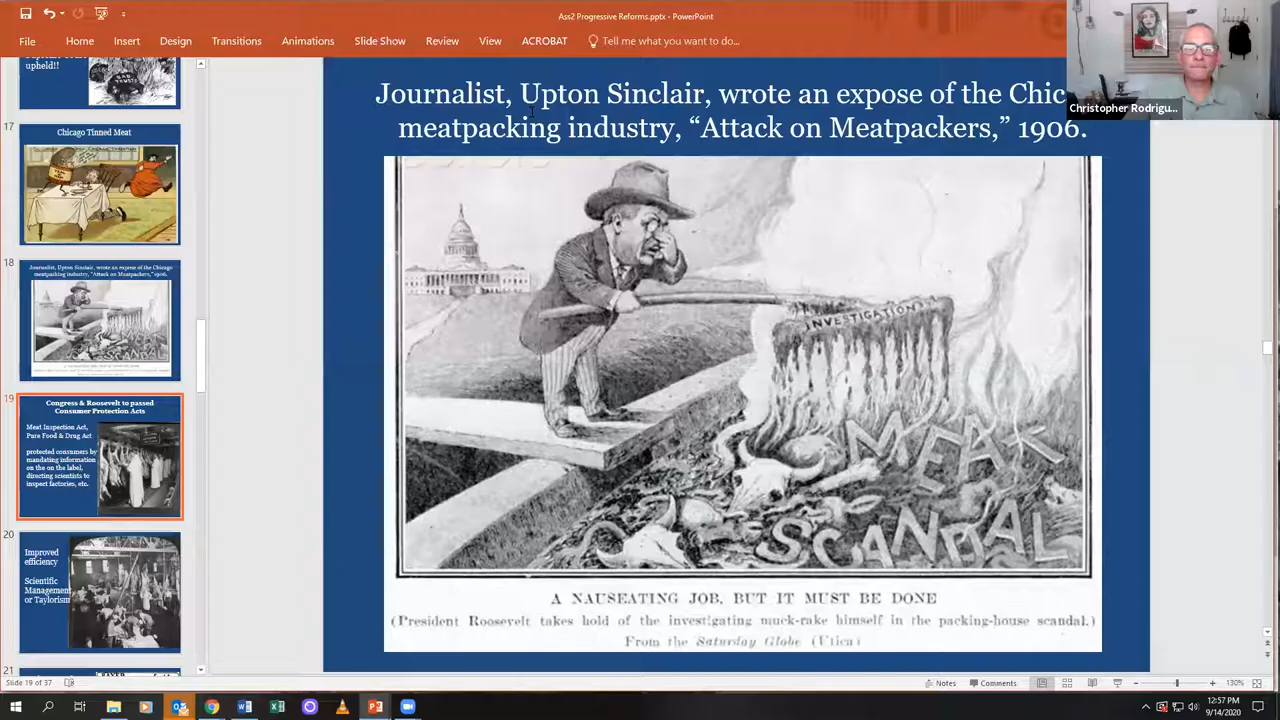 Ass2 Progressive Reforms.pptx - PowerPoint
File Home Insert Design Transitions Animations Slide Show Review View ACROBAT Tell me what you want to do...
Christopher Rodrigu...
upheld!!
BAD
TRUSTS
17
Chicago Tinned Meat
18
Journalist, Upton Sinclair, wrote an expose of the Chicago
meatpacking industry, "Attack on Meatpackers," 1906.
SCANDAL
19
Congress & Roosevelt to passed
Consumer Protection Acts
Meat Inspection Act,
Pure Food & Drug Act
protected consumers by
mandating information
on the on the label,
directing scientists to
inspect factories, etc.
20
Improved
efficiency
Scientific
Management
or Taylorism
21
Journalist, Upton Sinclair, wrote an expose of the Chic
meatpacking industry, “Attack on Meatpackers,” 1906.
INVESTIGATION
MEAT
SCANDAL
A NAUSEATING JOB, BUT IT MUST BE DONE
(President Roosevelt takes hold of the investigating muck-rake himself in the packing-house scandal.)
From the Saturday Globe (Utica)
Slide 19 of 37
Notes Comments 130%
12:57 PM
9/14/2020